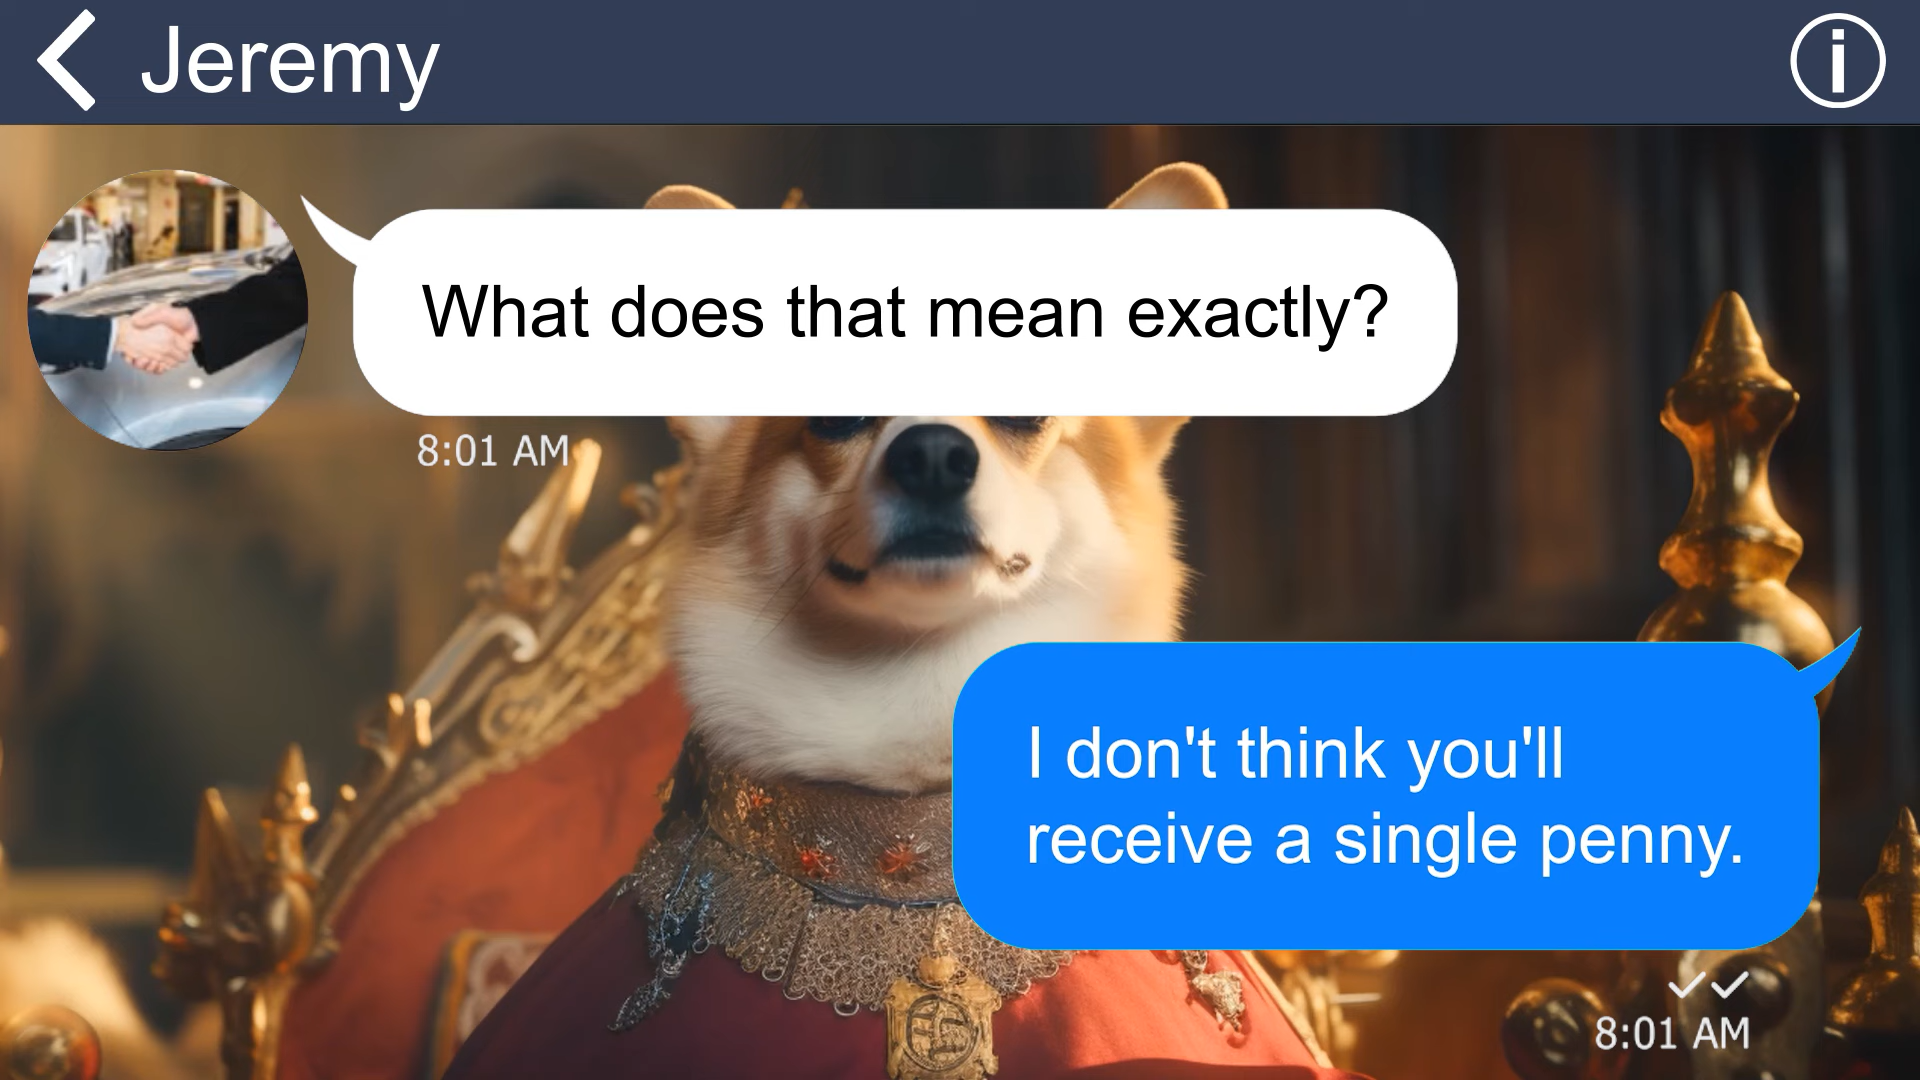 Jeremy
What does that mean exactly?
8:01 AM
I don't think you'll
receive a single penny.
8:01 AM